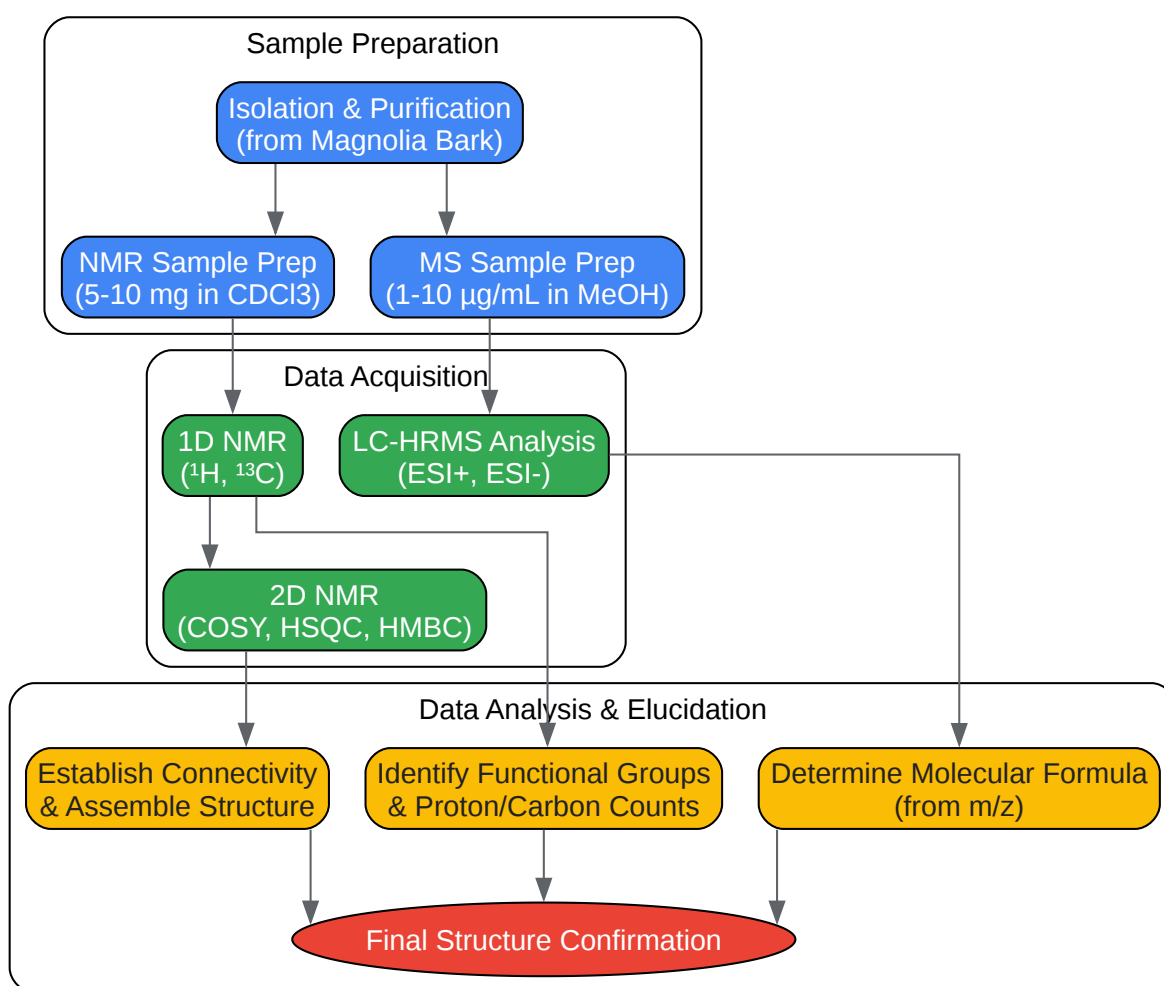 Sample Preparation
Isolation & Purification
(from Magnolia Bark)
NMR Sample Prep
(5-10 mg in CDCl3)
MS Sample Prep
(1-10 µg/mL in MeOH)
Data Acquisition
1D NMR
(¹H, ¹³C)
LC-HRMS Analysis
(ESI+, ESI-)
2D NMR
(COSY, HSQC, HMBC)
Data Analysis & Elucidation
Establish Connectivity
& Assemble Structure
Identify Functional Groups
& Proton/Carbon Counts
Determine Molecular Formula
(from m/z)
Final Structure Confirmation